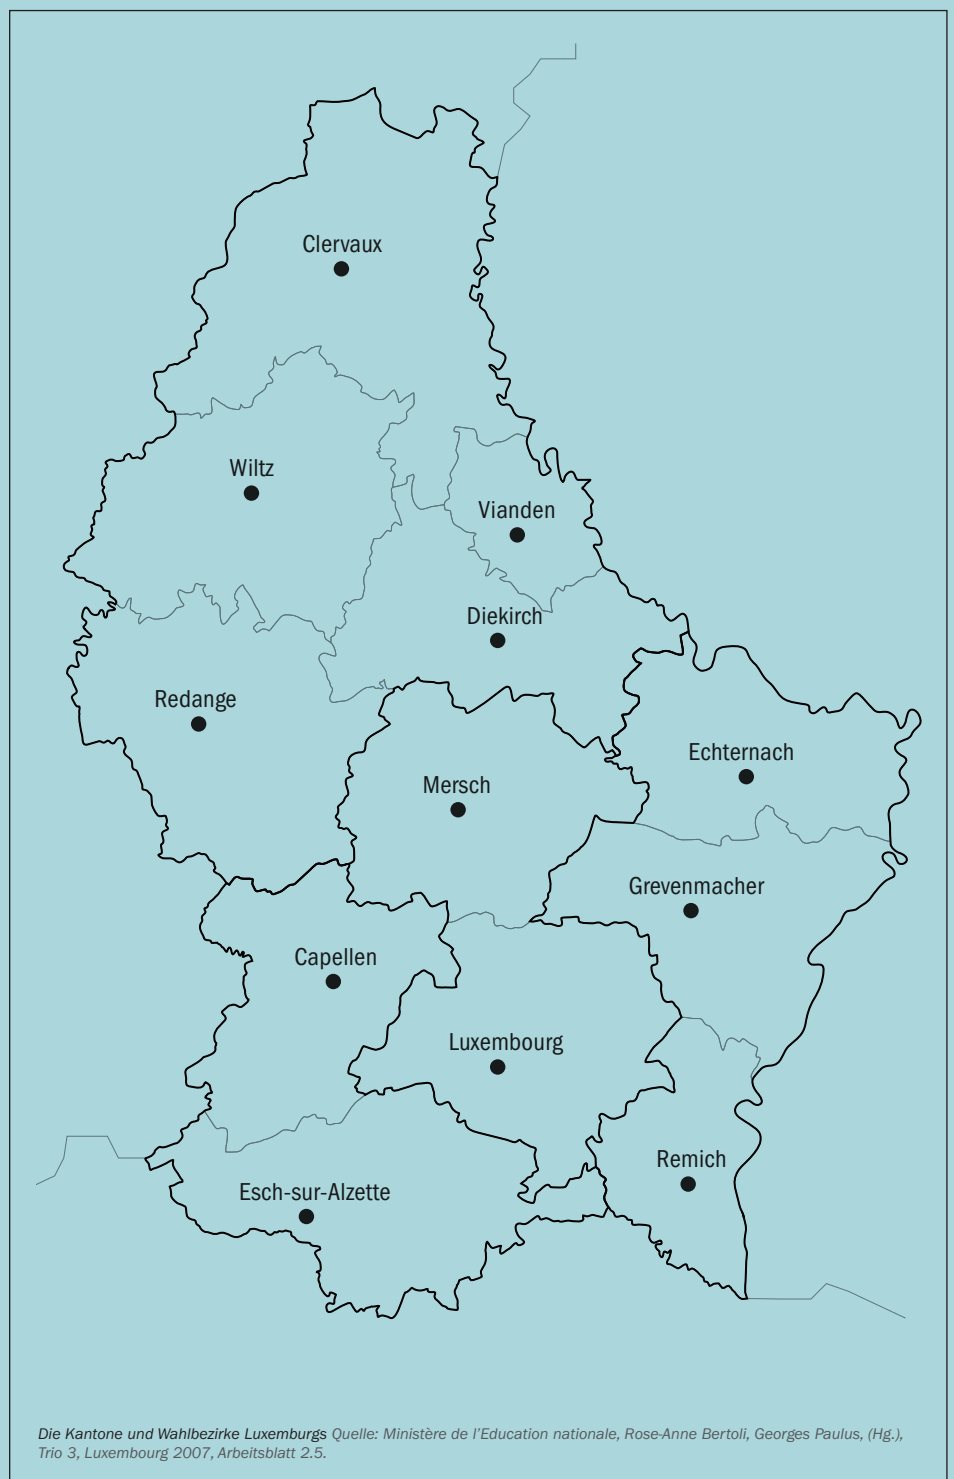 Clervaux
Wiltz
Vianden
Diekirch
Redange
Echternach
Mersch
Grevenmacher
Capellen
Luxembourg
Remich
Esch-sur-Alzette
Die Kantone und Wahlbezirke Luxemburgs Quelle: Ministère de l'Education nationale, Rose-Anne Bertoli, Georges Paulus, (Hg.),
Trio 3, Luxembourg 2007, Arbeitsblatt 2.5.